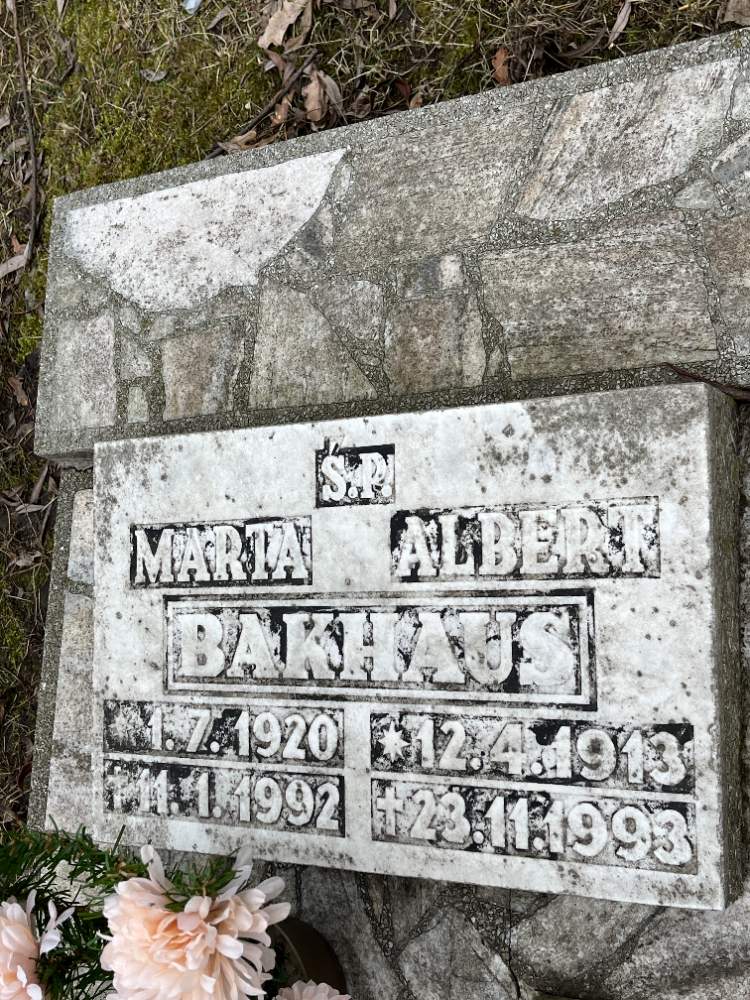 Ś.P.
MARTA ALBERT
BAKHAUS
* 1. 7. 1920 * 12. 4. 1913
† 11. 1. 1992 † 23. 11. 1993